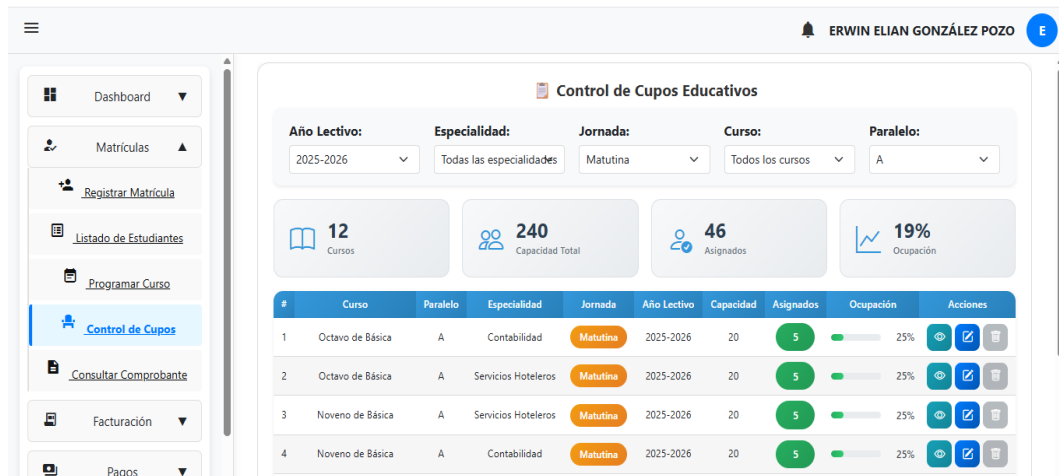 ERWIN ELIAN GONZÁLEZ POZO E
Dashboard ▼
Matrículas ▲
Registrar Matrícula
Listado de Estudiantes
Programar Curso
Control de Cupos
Consultar Comprobante
Facturación ▼
Pagos ▼
Control de Cupos Educativos
Año Lectivo: Especialidad: Jornada: Curso: Paralelo:
2025-2026 Todas las especialidades Matutina Todos los cursos A
12 240 46 19%
Cursos Capacidad Total Asignados Ocupación
# Curso Paralelo Especialidad Jornada Año Lectivo Capacidad Asignados Ocupación Acciones
1 Octavo de Básica A Contabilidad Matutina 2025-2026 20 5 25%
2 Octavo de Básica A Servicios Hoteleros Matutina 2025-2026 20 5 25%
3 Noveno de Básica A Servicios Hoteleros Matutina 2025-2026 20 5 25%
4 Noveno de Básica A Contabilidad Matutina 2025-2026 20 5 25%